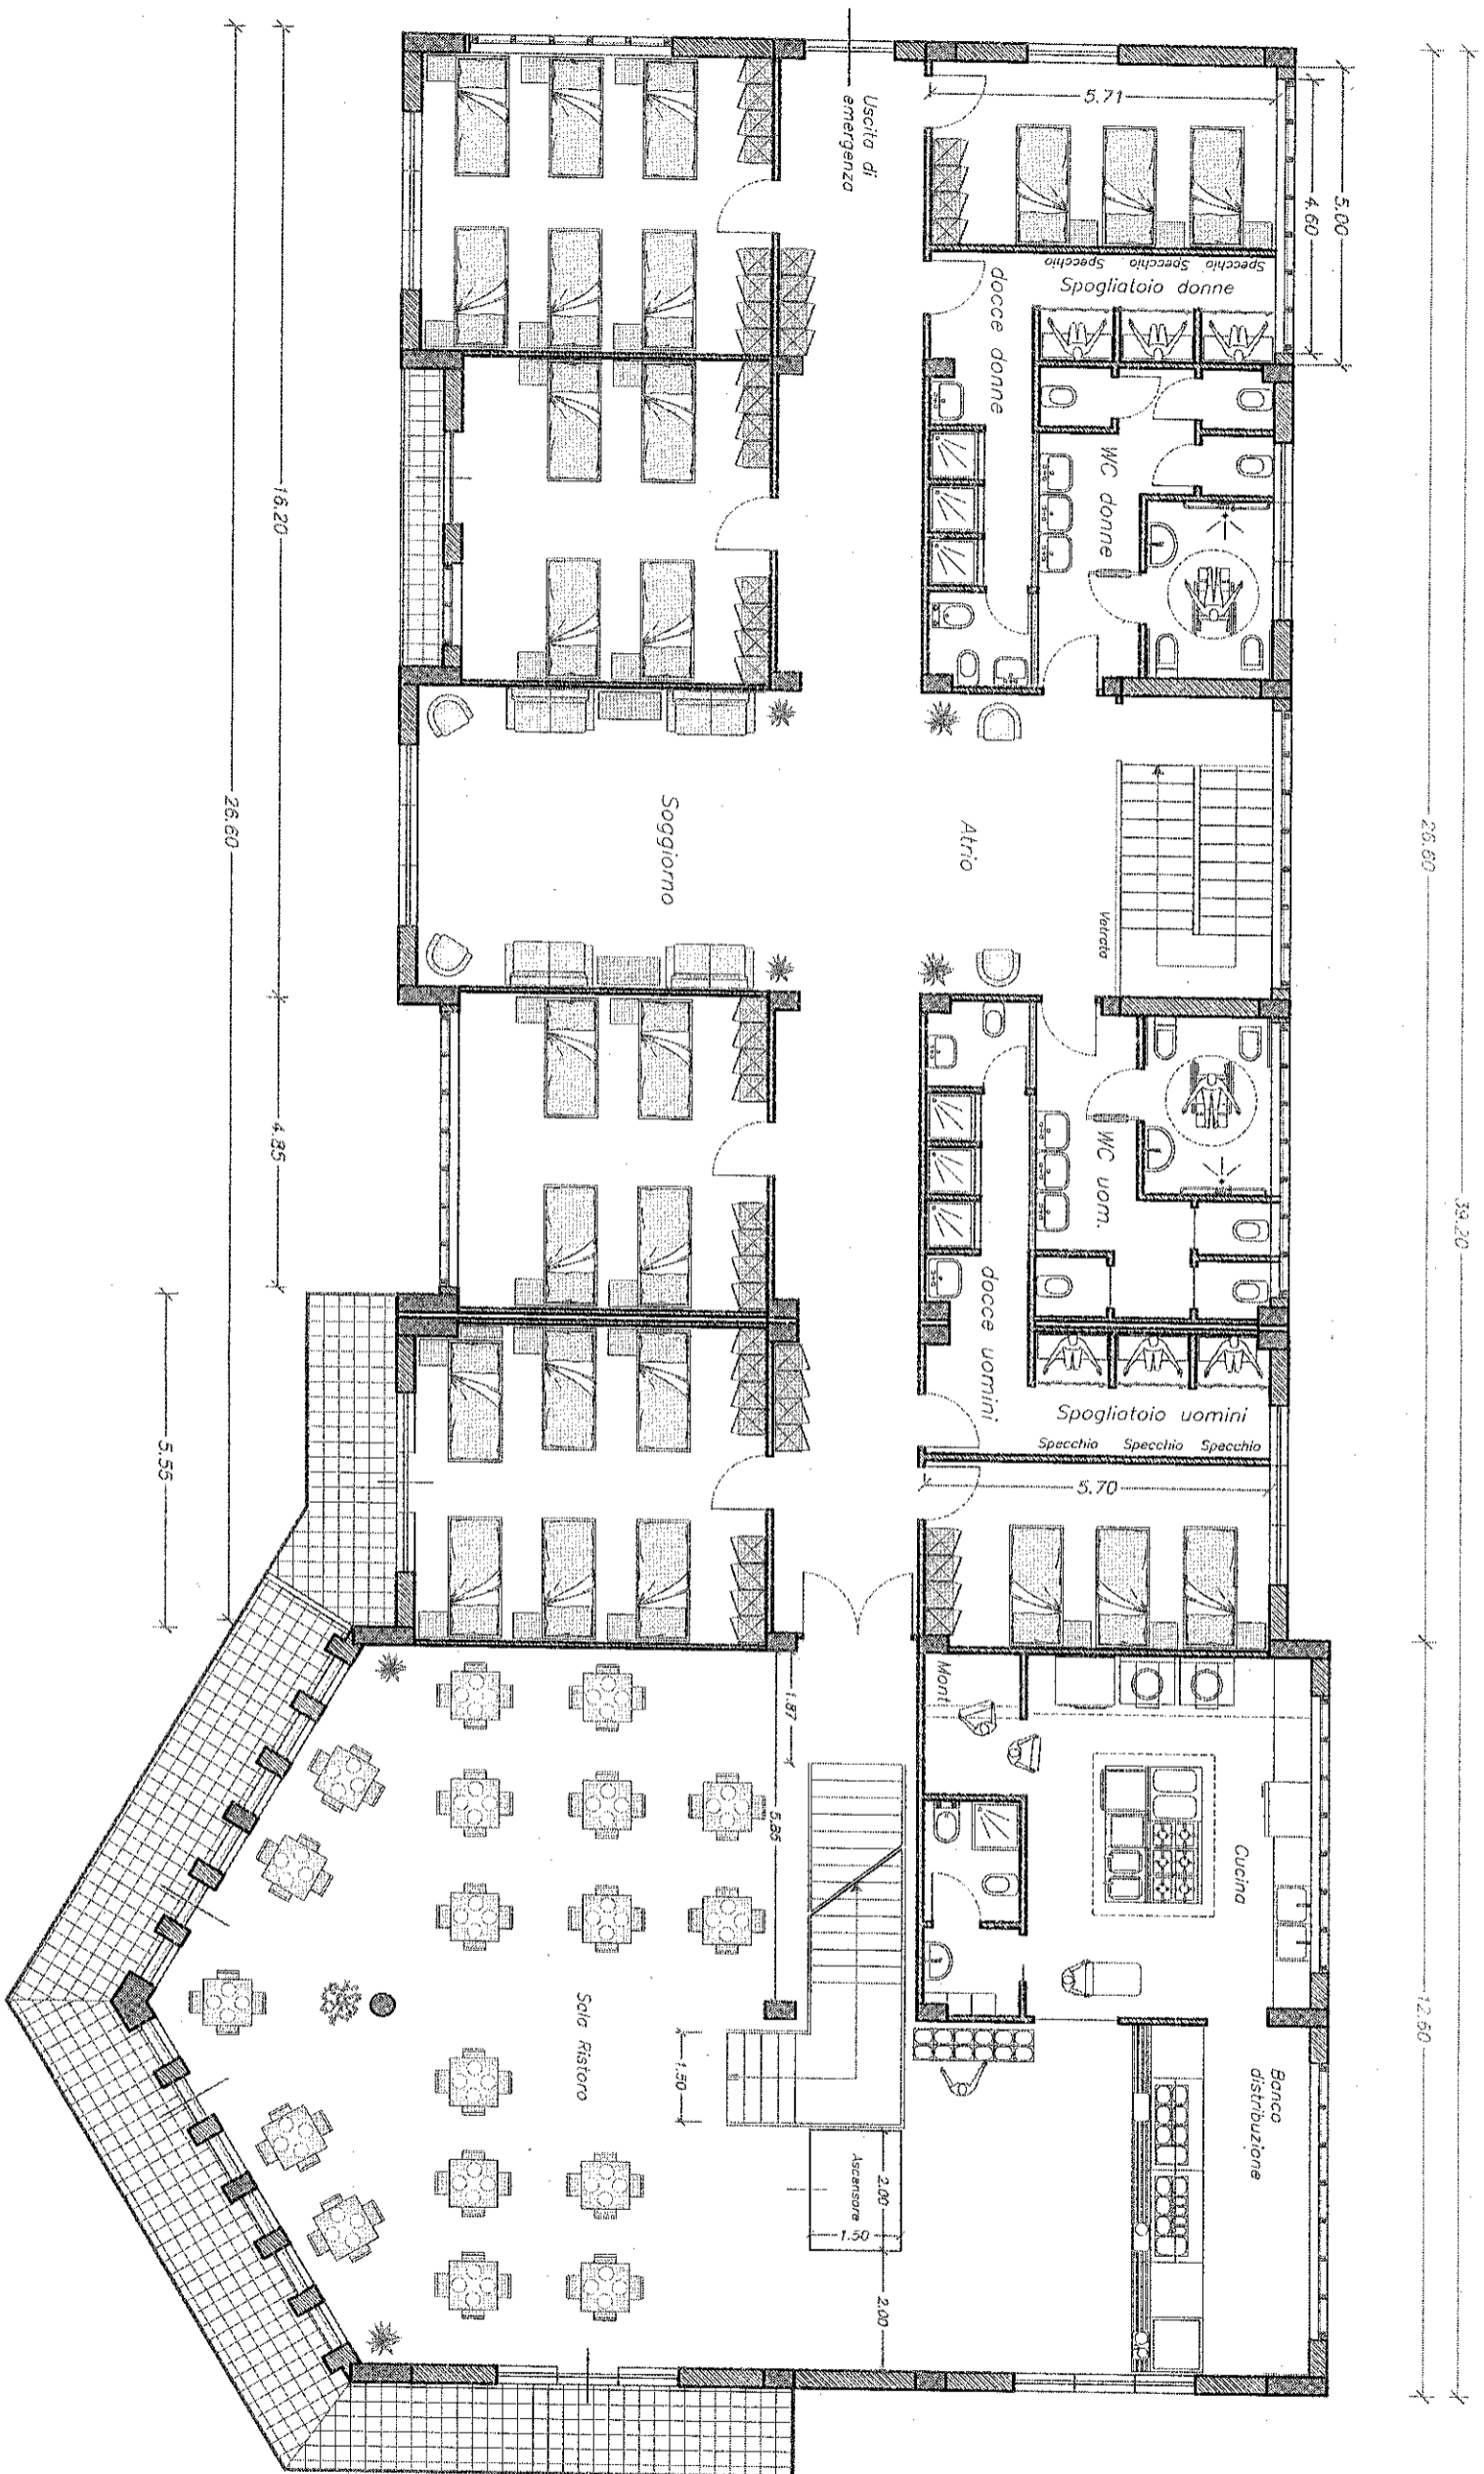 39.20
26.60
12.60
5.00
4.60
5.71
Uscita di
emergenza
Specchio
Specchio
Specchio
Spogliatoio donne
docce donne
WC donne
Atrio
Vetrata
Soggiorno
WC uom.
docce uomini
Spogliatoio uomini
Specchio
Specchio
Specchio
5.70
Mont
Cucina
Banco
distribuzione
1.87
5.85
1.50
Ascensore
2.00
1.50
2.00
Sala Ristoro
16.20
4.85
26.60
5.55